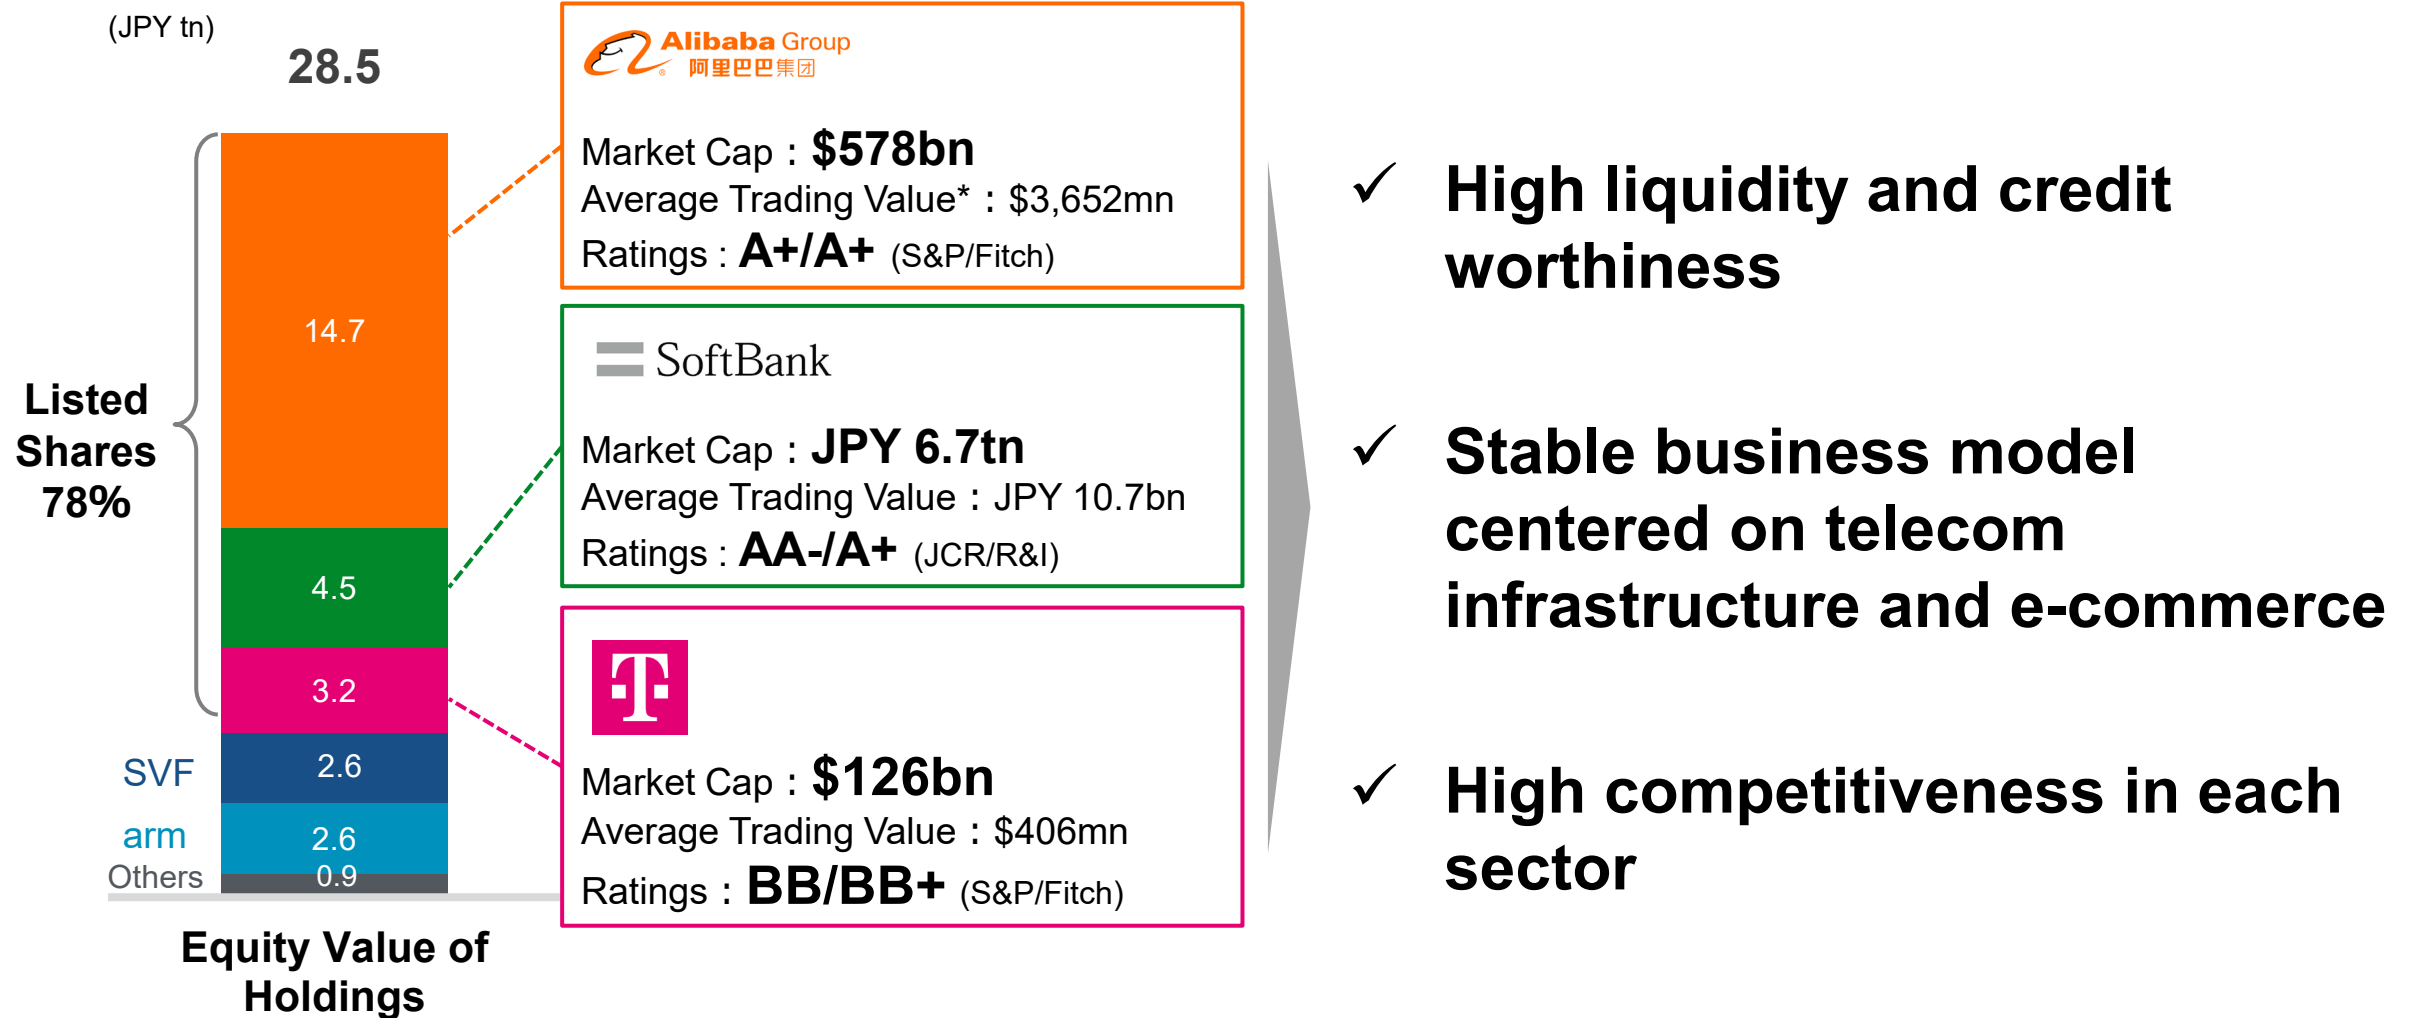 (JPY tn)
28.5
14.7
4.5
3.2
2.6
2.6
0.9
Listed
Shares
78%
SVF
arm
Others
Equity Value of
Holdings
Alibaba Group
阿里巴巴集团
Market Cap : $578bn
Average Trading Value* : $3,652mn
Ratings : A+/A+ (S&P/Fitch)
SoftBank
Market Cap : JPY 6.7tn
Average Trading Value : JPY 10.7bn
Ratings : AA-/A+ (JCR/R&I)
T
Market Cap : $126bn
Average Trading Value : $406mn
Ratings : BB/BB+ (S&P/Fitch)
✓ High liquidity and credit
worthiness
✓ Stable business model
centered on telecom
infrastructure and e-commerce
✓ High competitiveness in each
sector